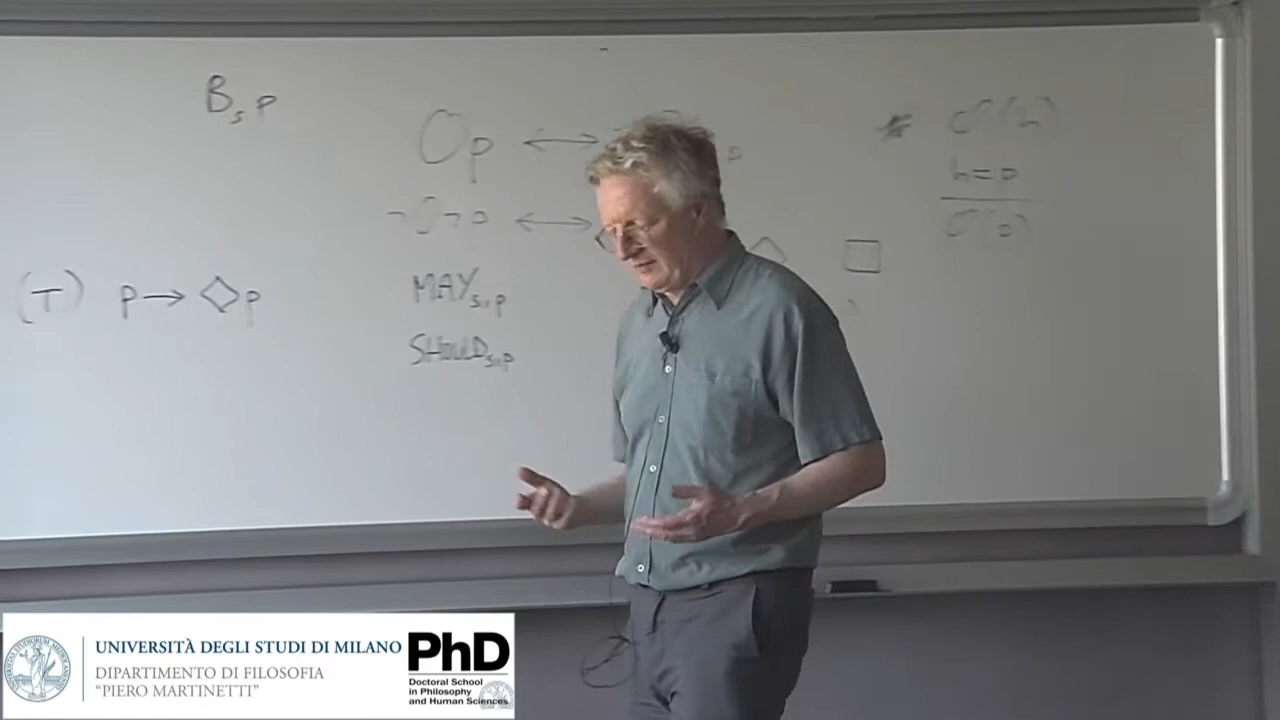 B_s p
Op ↔
¬O¬p ↔
MAY_s,p
SHOULD_s,p
(T) p → ◇p
◇ □
h=p
UNIVERSITÀ DEGLI STUDI DI MILANO
DIPARTIMENTO DI FILOSOFIA
"PIERO MARTINETTI"
PhD
Doctoral School
in Philosophy
and Human Sciences